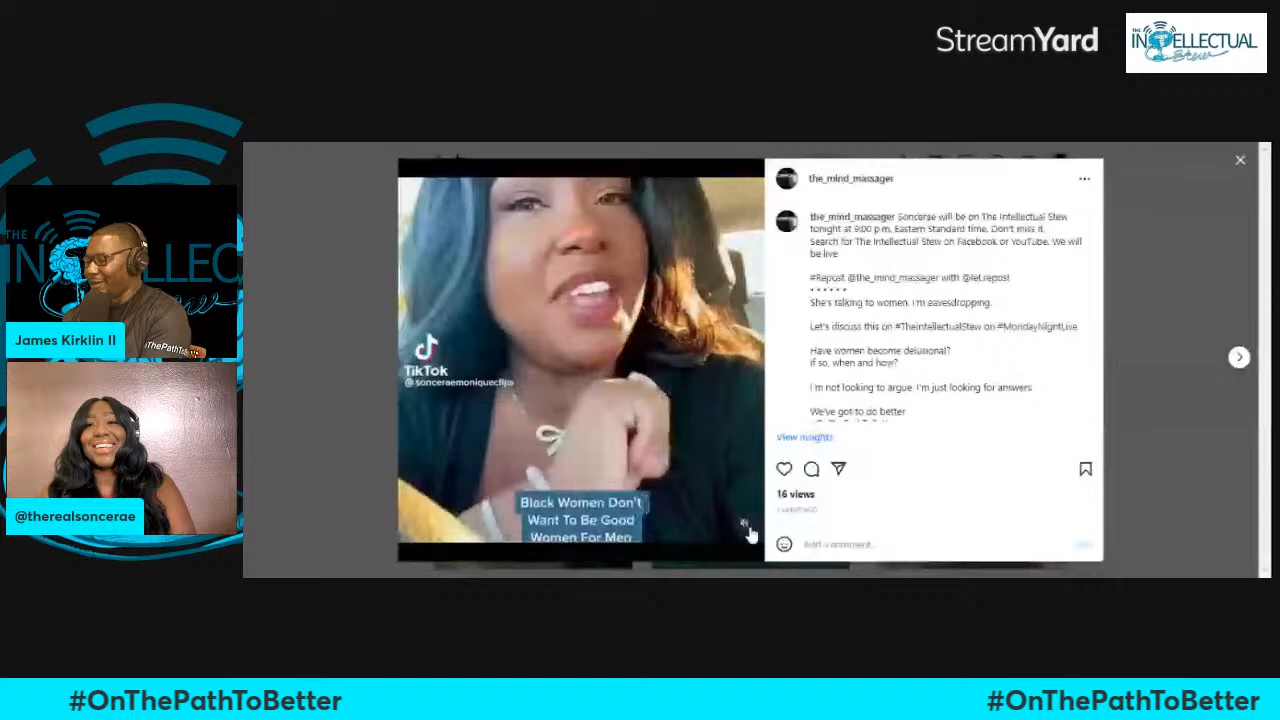 StreamYard
THE
INTELLECTUAL
Stew
the_mind_massager
the_mind_massager Soncerae will be on The Intellectual Stew
tonight at 9:00 p.m. Eastern Standard time. Don't miss it.
Search for The Intellectual Stew on Facebook or YouTube. We will
be live
#Repost @the_mind_massager with @let.repost
• • • • • •
She's talking to women. I'm eavesdropping.
Let's discuss this on #TheIntellectualStew on #MondayNightLive
Have women become delusional?
If so, when and how?
I'm not looking to argue. I'm just looking for answers
We've got to do better
View insights
16 views
Add a comment...
TikTok
@sonceraemoniqueclips
Black Women Don't
Want To Be Good
Women For Men
THE
James Kirklin II
@therealsoncerae
#OnThePathToBetter
#OnThePathToBetter